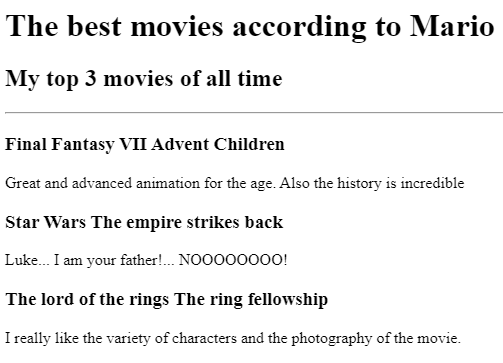 The best movies according to Mario
My top 3 movies of all time
Final Fantasy VII Advent Children
Great and advanced animation for the age. Also the history is incredible
Star Wars The empire strikes back
Luke... I am your father!... NOOOOOOOO!
The lord of the rings The ring fellowship
I really like the variety of characters and the photography of the movie.